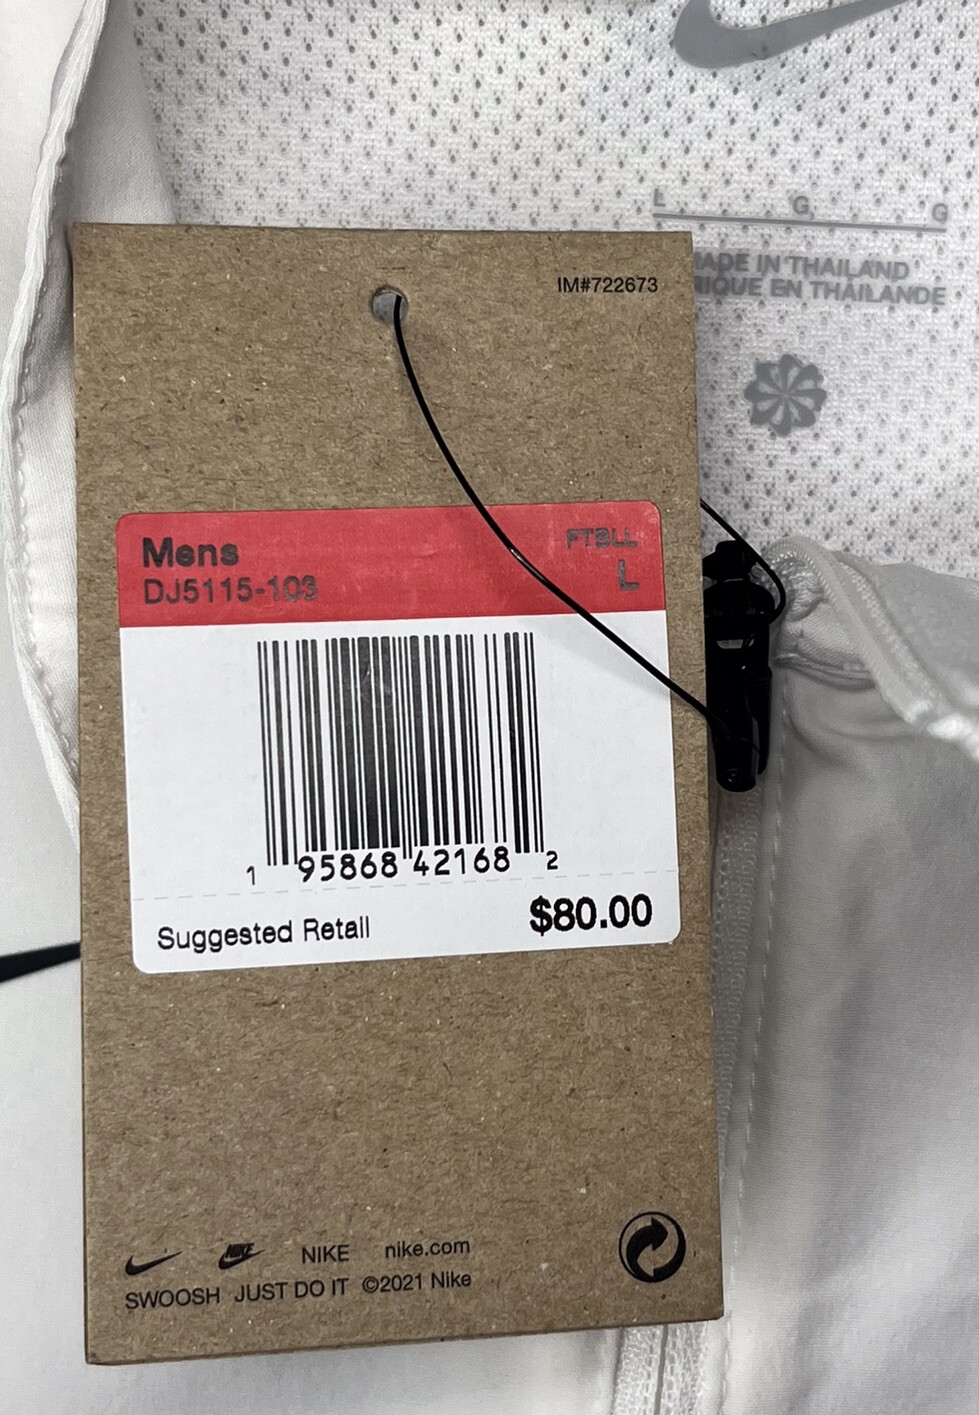 L G G
ADE IN THAILAND
RIQUE EN THAILANDE
IM#722673
Mens FTBLL
DJ5115-103 L
1 95868 42168 2
Suggested Retail $80.00
NIKE NIKE nike.com
SWOOSH JUST DO IT ©2021 Nike